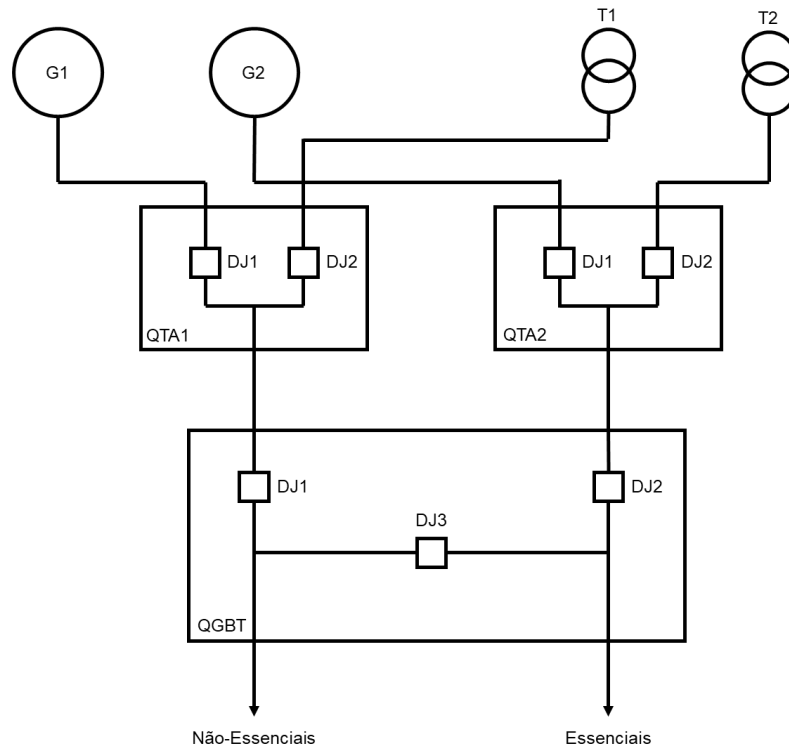 T1
T2
G1
G2
DJ1
DJ2
DJ1
DJ2
QTA1
QTA2
DJ1
DJ2
DJ3
QGBT
Não-Essenciais
Essenciais